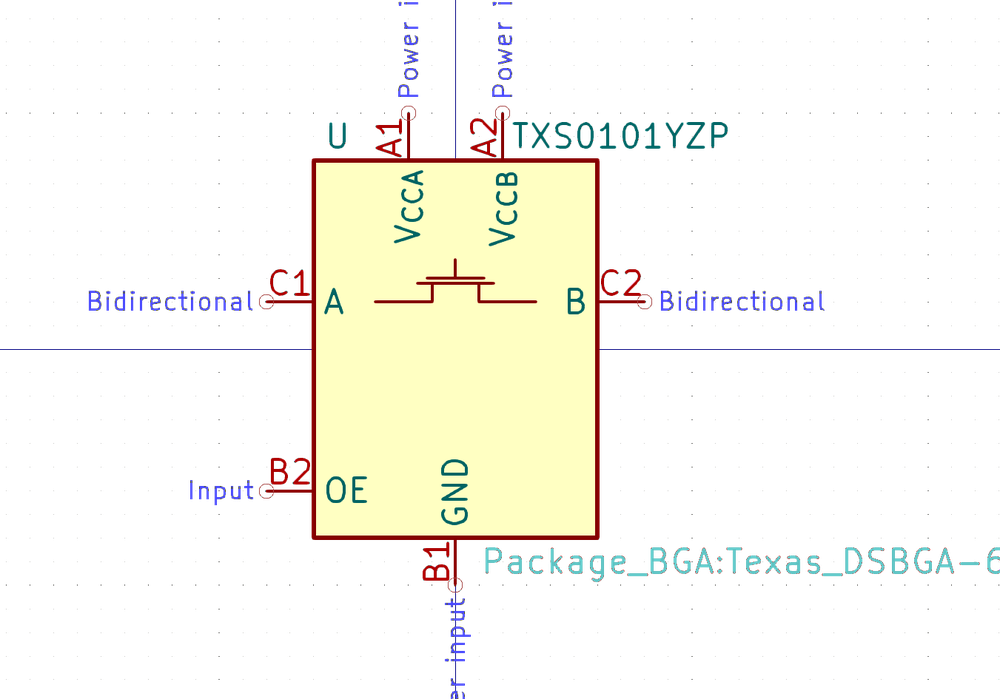 Power i
Power i
U
A1
A2
TXS0101YZP
VCCA
VCCB
Bidirectional
C1
A
B
C2
Bidirectional
Input
B2
OE
GND
B1
Package_BGA:Texas_DSBGA-6
er input